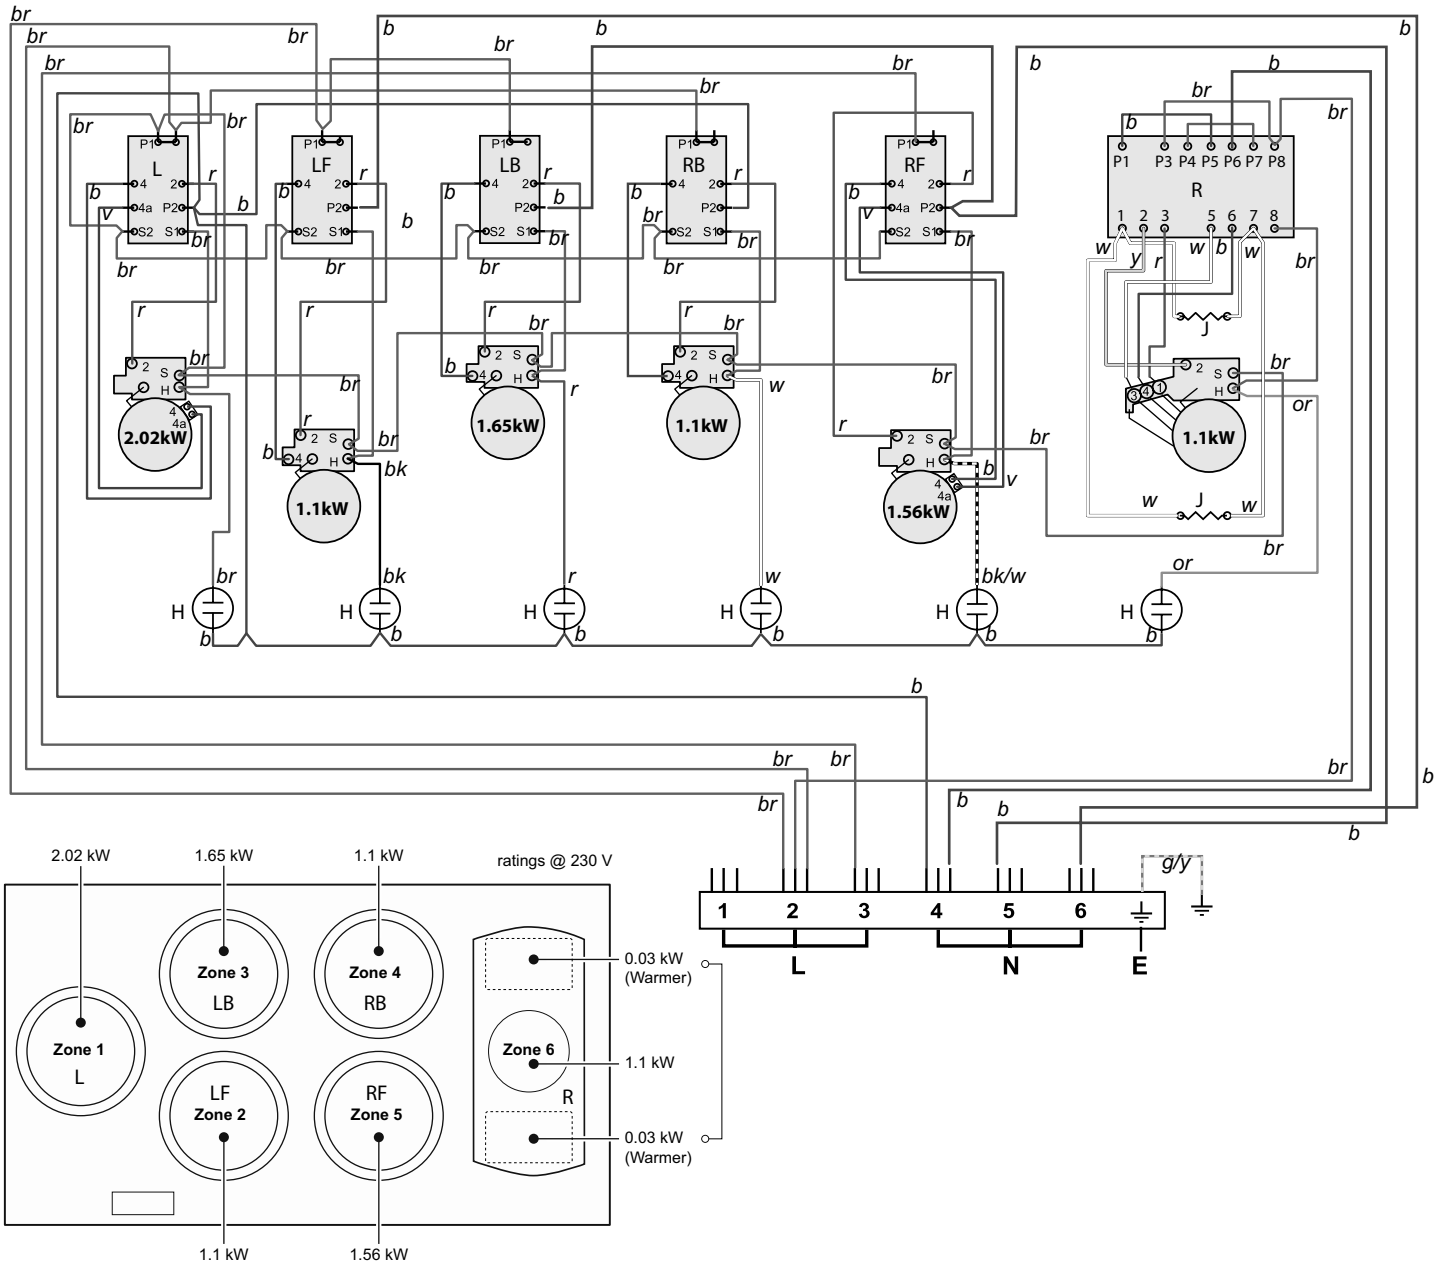 br
b
b
br
br
br
b
br
br
b
br
br
br
b
br
br
b
P1
P1
P1
P1
P1
P1 P3 P4 P5 P6 P7 P8
L
LF
LB
RB
RF
R
4 2 r
b
4 2 r
b
4 2 r
b
4 2 r
b
4 2 r
b
v 4a P2 b
P2
b
P2 b
P2
v 4a P2
S2 S1 br
S2 S1
S2 S1
br S2 S1
S2 S1 br
1 2 3 5 6 7 8
w y r w b w br
br
br
br
br
r
r
r
r
br
br
J
2 S
H
br
br
4
4a
2.02kW
r
2 S
b 4 H
br
bk
1.1kW
2 S
b 4 H
r
1.65kW
2 S
4 H
w
br
1.1kW
r
2 S
H
b
v
4
4a
br
1.56kW
2 S
H
br
or
3 4 1
1.1kW
w J w
br
H br
H bk
H r
H w
H bk/w
H or
b
b
b
b
b
b
b
br
br
br
b
b
br
b
b
g/y
1 2 3 4 5 6
L N E
2.02 kW 1.65 kW 1.1 kW ratings @ 230 V
Zone 3
LB
Zone 4
RB
0.03 kW
(Warmer)
Zone 1
L
Zone 6
1.1 kW
R
LF
Zone 2
RF
Zone 5
0.03 kW
(Warmer)
1.1 kW 1.56 kW